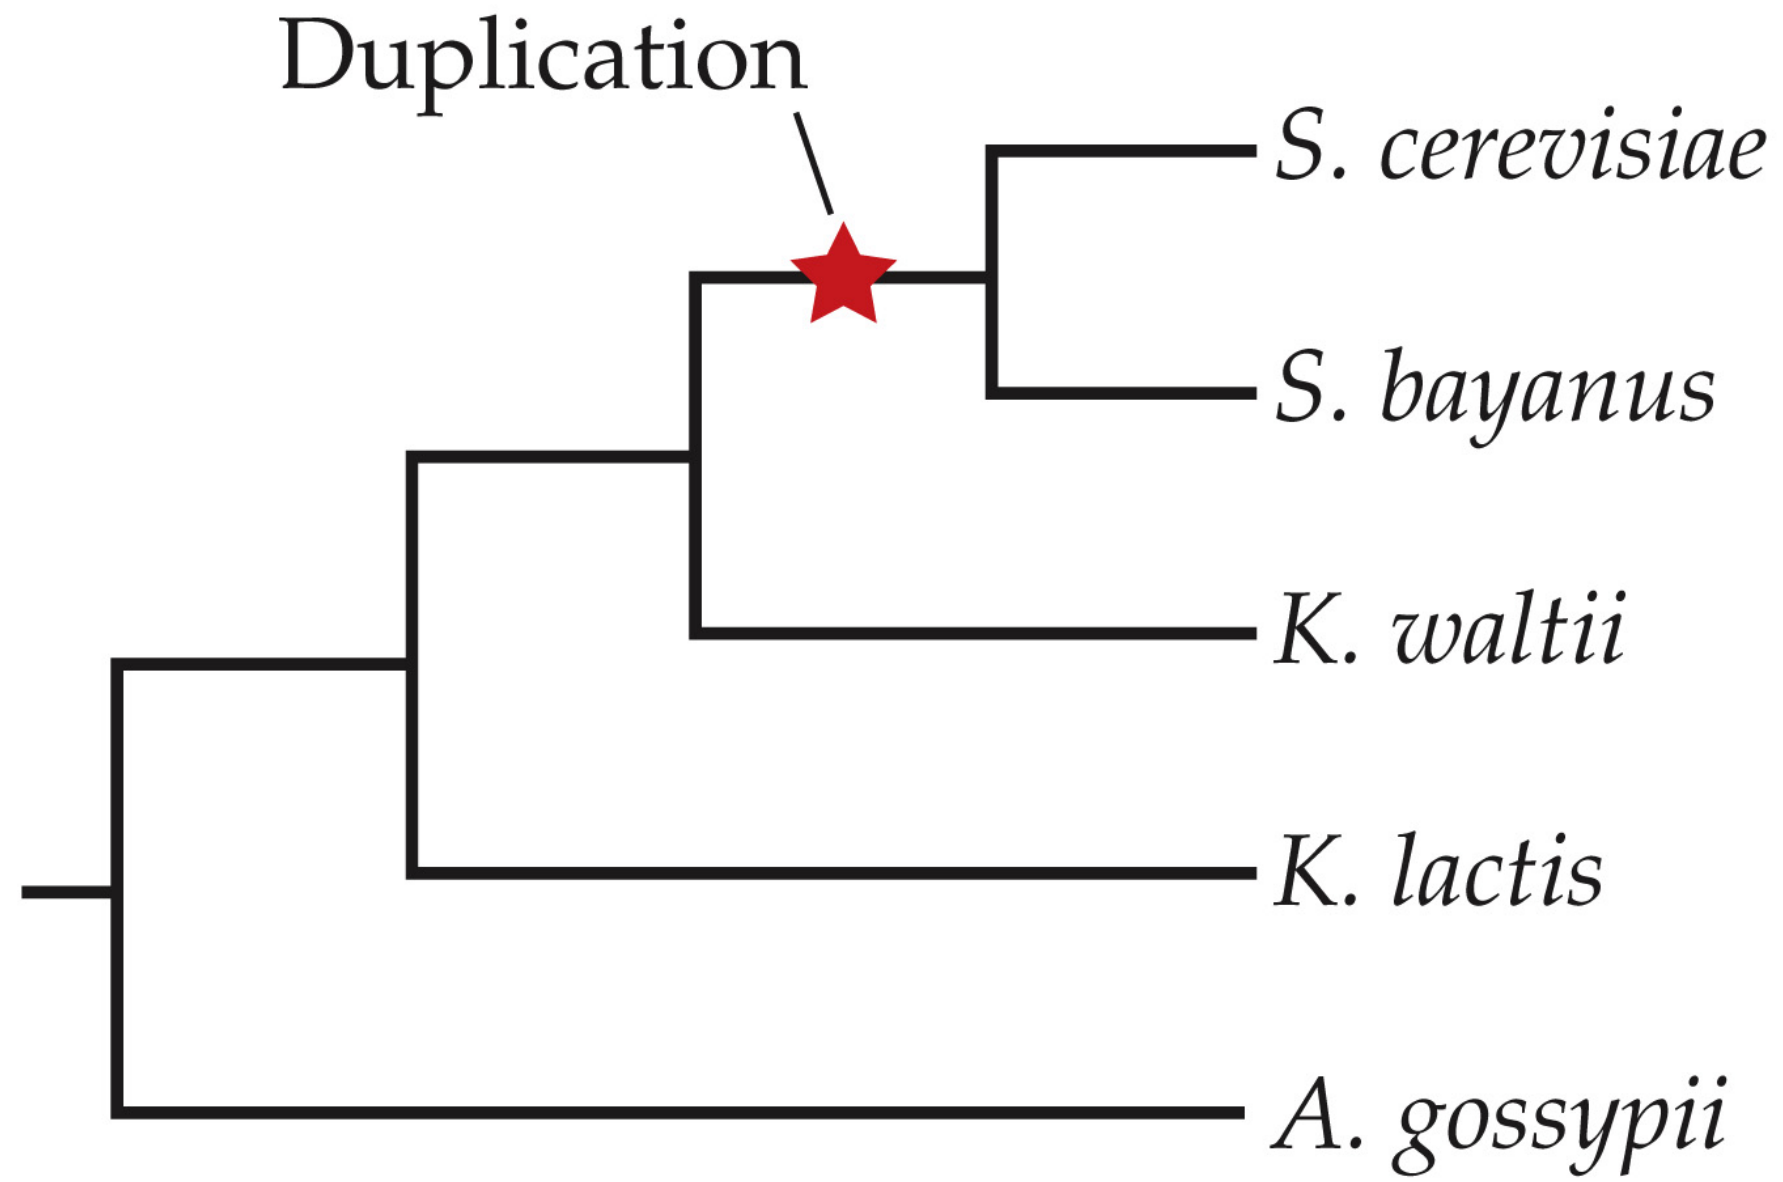 Duplication
S. cerevisiae
S. bayanus
K. waltii
K. lactis
A. gossypii